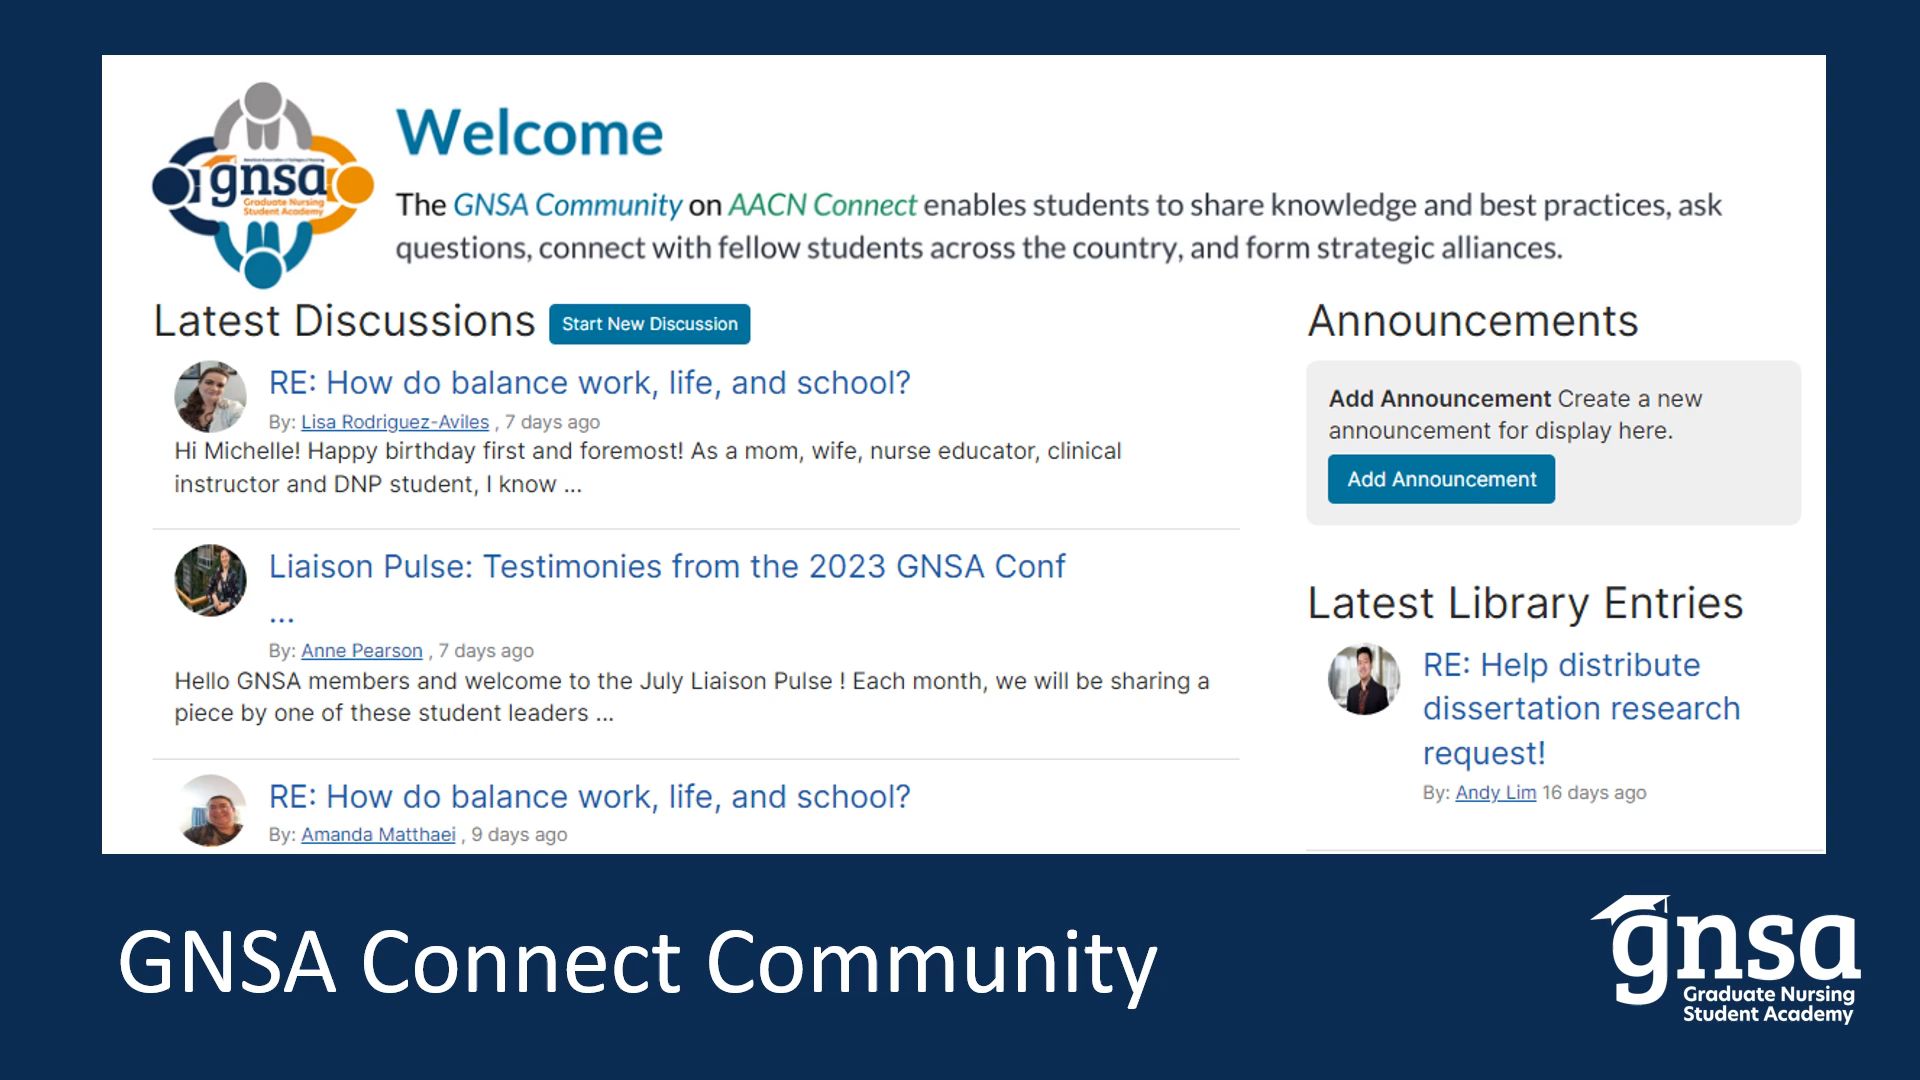 American Association of Colleges of Nursing
gnsa
Graduate Nursing
Student Academy
Welcome
The GNSA Community on AACN Connect enables students to share knowledge and best practices, ask
questions, connect with fellow students across the country, and form strategic alliances.
Latest Discussions
Start New Discussion
RE: How do balance work, life, and school?
By: Lisa Rodriguez-Aviles , 7 days ago
Hi Michelle! Happy birthday first and foremost! As a mom, wife, nurse educator, clinical
instructor and DNP student, I know ...
Liaison Pulse: Testimonies from the 2023 GNSA Conf
...
By: Anne Pearson , 7 days ago
Hello GNSA members and welcome to the July Liaison Pulse ! Each month, we will be sharing a
piece by one of these student leaders ...
RE: How do balance work, life, and school?
By: Amanda Matthaei , 9 days ago
Announcements
Add Announcement Create a new
announcement for display here.
Add Announcement
Latest Library Entries
RE: Help distribute
dissertation research
request!
By: Andy Lim 16 days ago
GNSA Connect Community
gnsa
Graduate Nursing
Student Academy